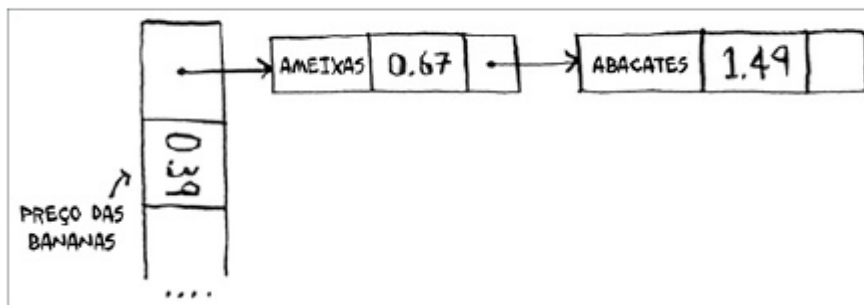 AMEIXAS 0.67
ABACATES 1.49
0.39
PREÇO DAS
BANANAS
....